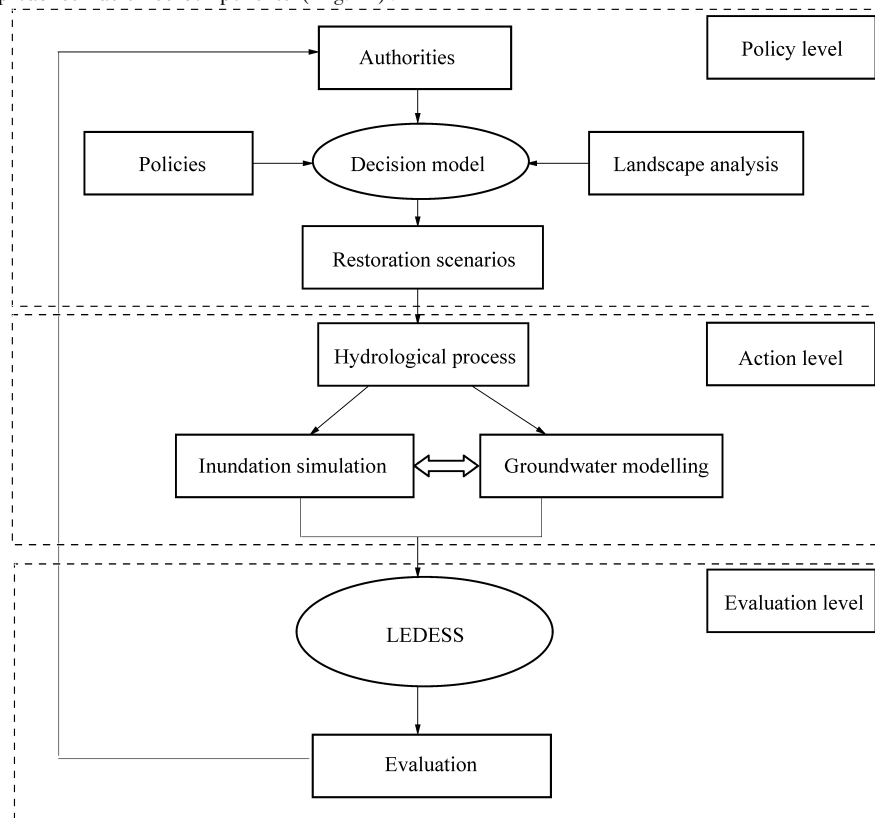 Authorities
Policy level
Policies
Decision model
Landscape analysis
Restoration scenarios
Hydrological process
Action level
Inundation simulation
Groundwater modelling
Evaluation level
LEDESS
Evaluation